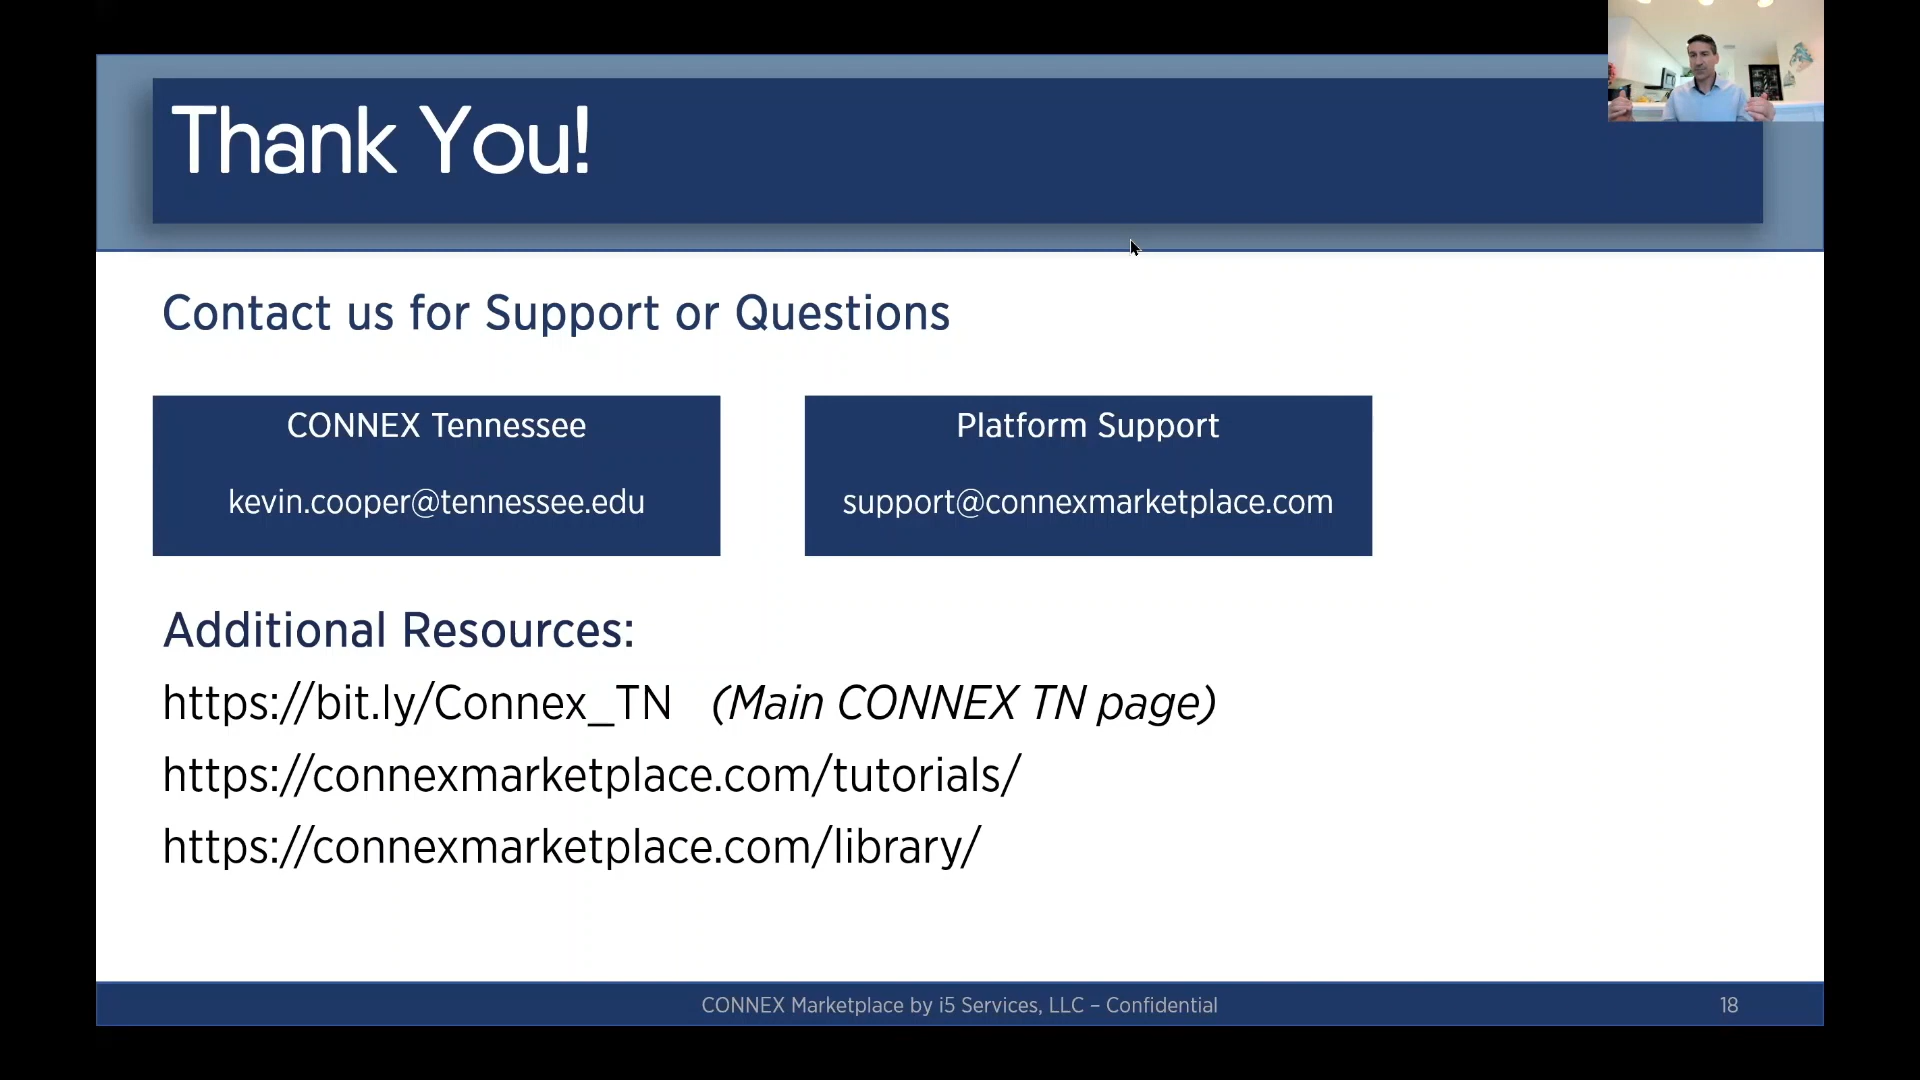 Thank You!
Contact us for Support or Questions
CONNEX Tennessee
kevin.cooper@tennessee.edu
Platform Support
support@connexmarketplace.com
Additional Resources:
https://bit.ly/Connex_TN (Main CONNEX TN page)
https://connexmarketplace.com/tutorials/
https://connexmarketplace.com/library/
CONNEX Marketplace by i5 Services, LLC – Confidential
18